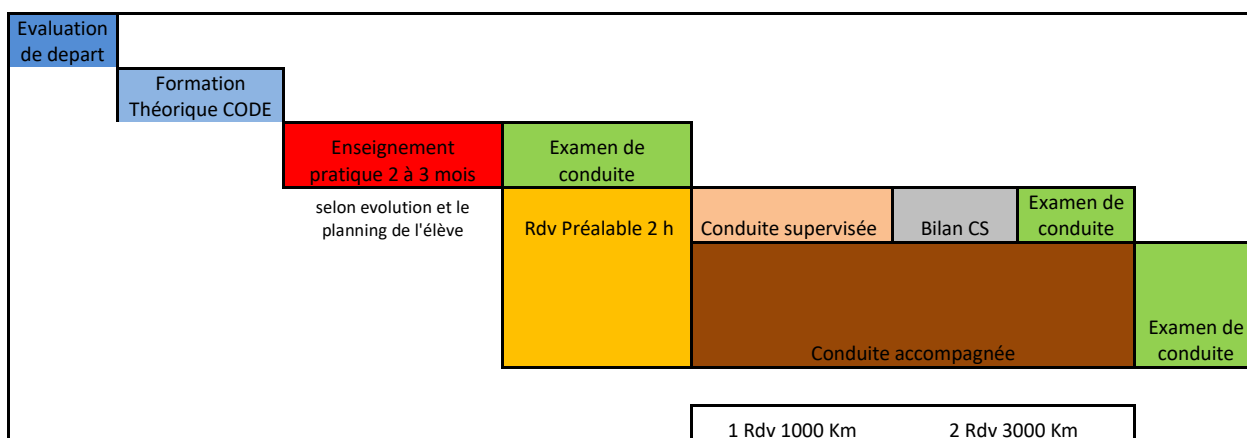 Evaluation
de depart
Formation
Théorique CODE
Enseignement
pratique 2 à 3 mois
Examen de
conduite
selon evolution et le
planning de l'élève
Rdv Préalable 2 h
Conduite supervisée
Bilan CS
Examen de
conduite
Conduite accompagnée
Examen de
conduite
1 Rdv 1000 Km
2 Rdv 3000 Km